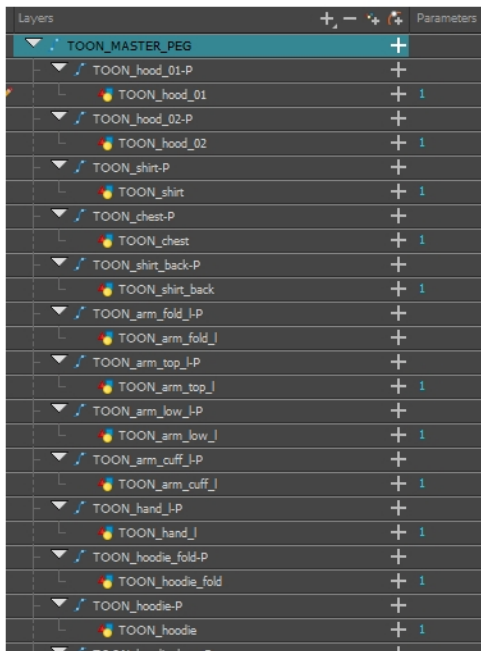 Layers Parameters
TOON_MASTER_PEG
TOON_hood_01-P
TOON_hood_01 1
TOON_hood_02-P
TOON_hood_02 1
TOON_shirt-P
TOON_shirt 1
TOON_chest-P
TOON_chest 1
TOON_shirt_back-P
TOON_shirt_back 1
TOON_arm_fold_l-P
TOON_arm_fold_l
TOON_arm_top_l-P
TOON_arm_top_l 1
TOON_arm_low_l-P
TOON_arm_low_l 1
TOON_arm_cuff_l-P
TOON_arm_cuff_l 1
TOON_hand_l-P
TOON_hand_l 1
TOON_hoodie_fold-P
TOON_hoodie_fold 1
TOON_hoodie-P
TOON_hoodie 1